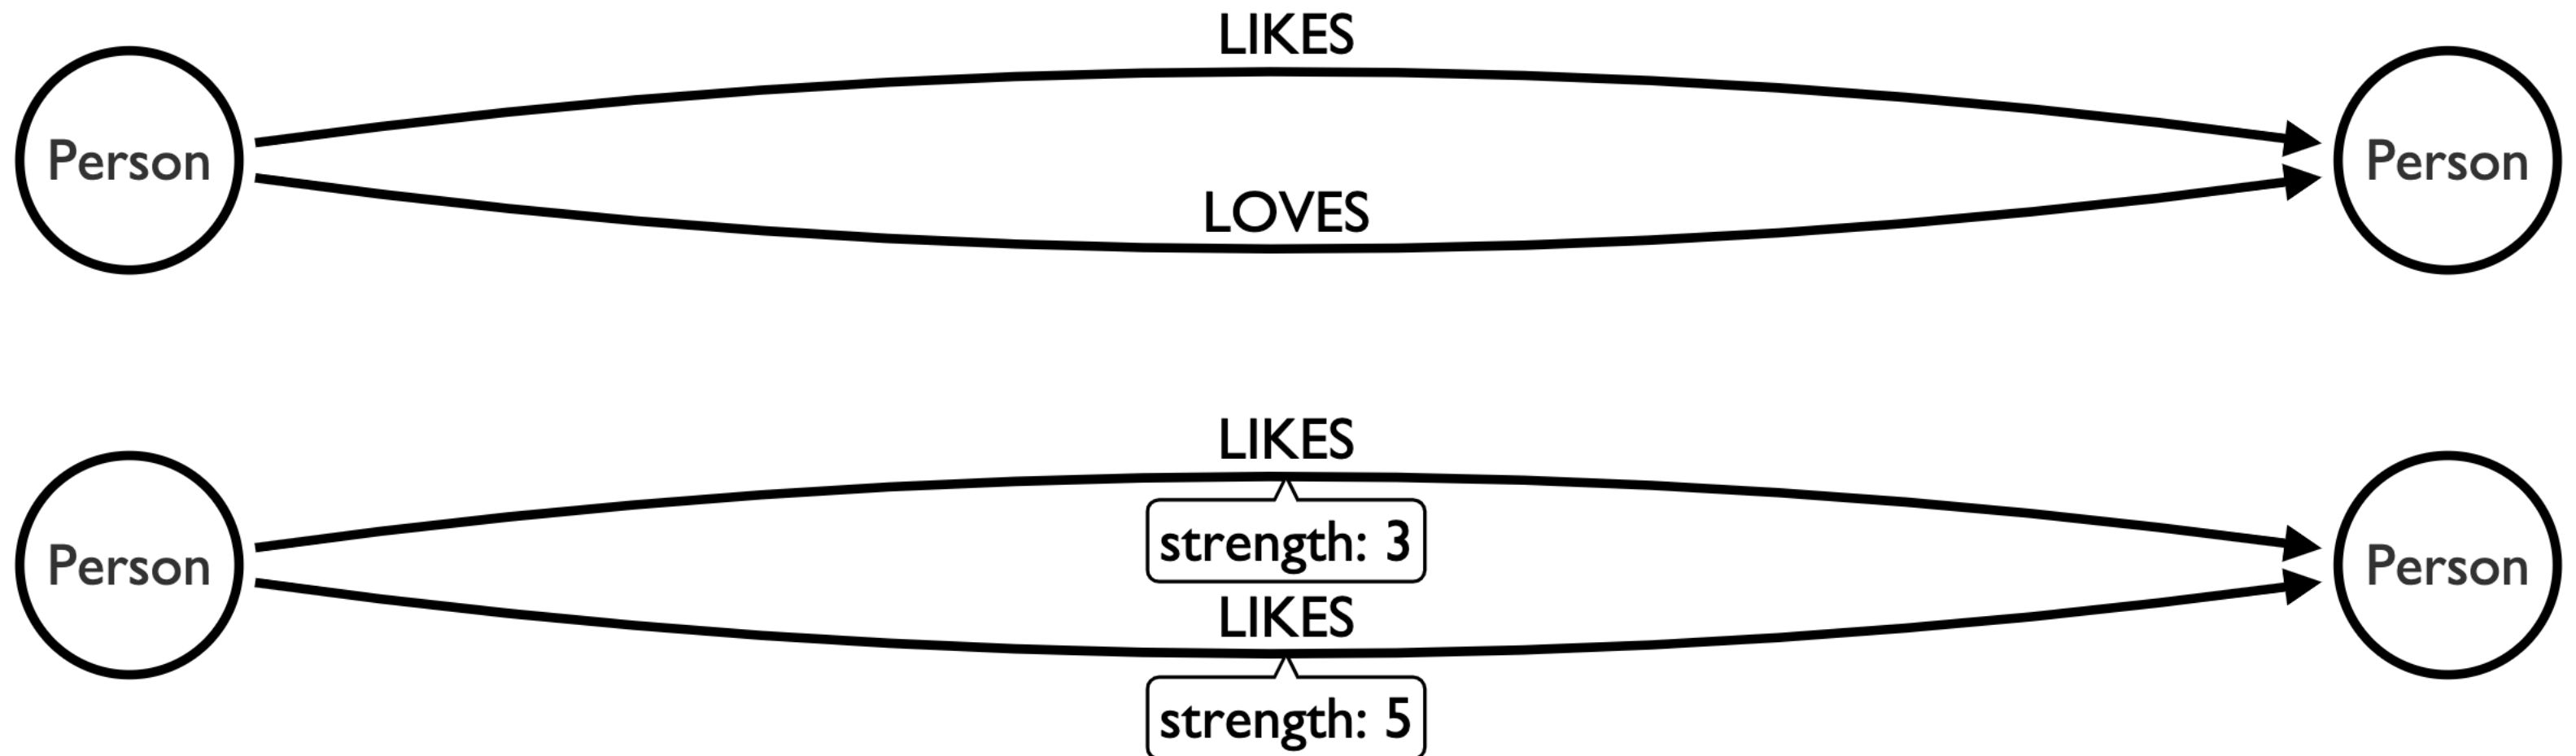 LIKES
Person
Person
LOVES
LIKES
Person
Person
strength: 3
LIKES
strength: 5